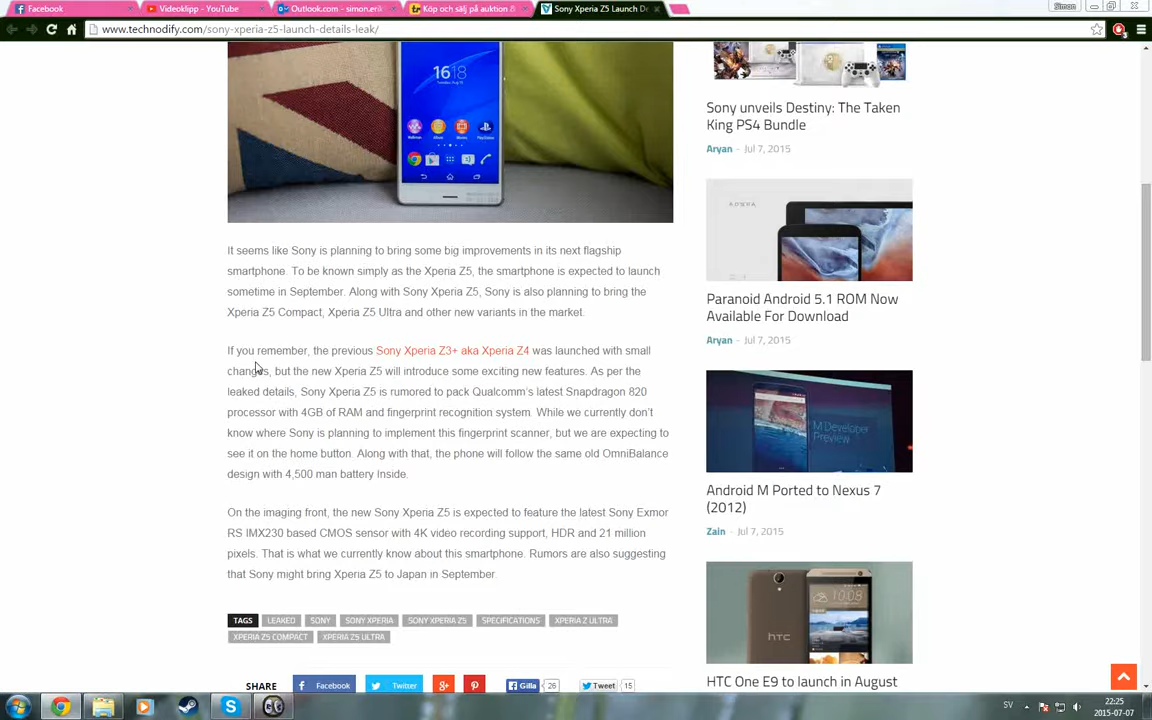 Facebook
Videoklipp - YouTube
Outlook.com - simon.erik
Köp och sälj på auktion &
Sony Xperia Z5 Launch De
Simon
www.technodify.com/sony-xperia-z5-launch-details-leak/
16 18
Sony unveils Destiny: The Taken
King PS4 Bundle
Aryan - Jul 7, 2015
Paranoid Android 5.1 ROM Now
Available For Download
Aryan - Jul 7, 2015
M Developer
Preview
Android M Ported to Nexus 7
(2012)
Zain - Jul 7, 2015
10:09
hTC
HTC One E9 to launch in August
It seems like Sony is planning to bring some big improvements in its next flagship
smartphone. To be known simply as the Xperia Z5, the smartphone is expected to launch
sometime in September. Along with Sony Xperia Z5, Sony is also planning to bring the
Xperia Z5 Compact, Xperia Z5 Ultra and other new variants in the market.
If you remember, the previous Sony Xperia Z3+ aka Xperia Z4 was launched with small
changes, but the new Xperia Z5 will introduce some exciting new features. As per the
leaked details, Sony Xperia Z5 is rumored to pack Qualcomm's latest Snapdragon 820
processor with 4GB of RAM and fingerprint recognition system. While we currently don't
know where Sony is planning to implement this fingerprint scanner, but we are expecting to
see it on the home button. Along with that, the phone will follow the same old OmniBalance
design with 4,500 man battery Inside.
On the imaging front, the new Sony Xperia Z5 is expected to feature the latest Sony Exmor
RS IMX230 based CMOS sensor with 4K video recording support, HDR and 21 million
pixels. That is what we currently know about this smartphone. Rumors are also suggesting
that Sony might bring Xperia Z5 to Japan in September.
TAGS LEAKED SONY SONY XPERIA SONY XPERIA Z5 SPECIFICATIONS XPERIA Z ULTRA
XPERIA Z5 COMPACT XPERIA Z5 ULTRA
SHARE Facebook Twitter Gilla 26 Tweet 15
SV
22:25
2015-07-07